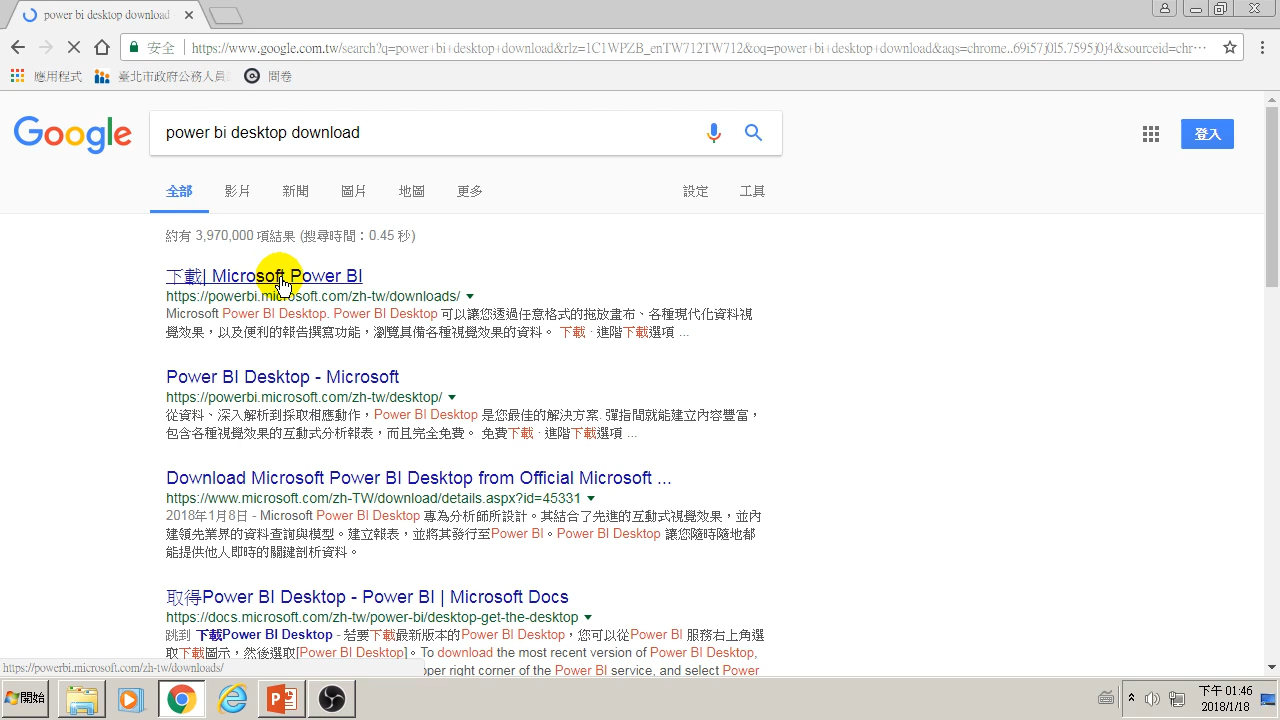 power bi desktop download
安全 https://www.google.com.tw/search?q=power+bi+desktop+download&rlz=1C1WPZB_enTW712TW712&oq=power+bi+desktop+download&aqs=chrome..69i57j0l5.7595j0j4&sourceid=chr···
應用程式 臺北市政府公務人員 問卷
Google power bi desktop download 登入
全部 影片 新聞 圖片 地圖 更多 設定 工具
約有 3,970,000 項結果 (搜尋時間：0.45 秒)
下載| Microsoft Power BI
https://powerbi.microsoft.com/zh-tw/downloads/
Microsoft Power BI Desktop. Power BI Desktop 可以讓您透過任意格式的拖放畫布、各種現代化資料視
覺效果，以及便利的報告撰寫功能，瀏覽具備各種視覺效果的資料。 下載 · 進階下載選項 ...
Power BI Desktop - Microsoft
https://powerbi.microsoft.com/zh-tw/desktop/
從資料、深入解析到採取相應動作，Power BI Desktop 是您最佳的解決方案. 彈指間就能建立內容豐富，
包含各種視覺效果的互動式分析報表，而且完全免費。 免費下載 · 進階下載選項 ...
Download Microsoft Power BI Desktop from Official Microsoft ...
https://www.microsoft.com/zh-TW/download/details.aspx?id=45331
2018年1月8日 - Microsoft Power BI Desktop 專為分析師所設計。其結合了先進的互動式視覺效果，並內
建領先業界的資料查詢與模型。建立報表，並將其發行至Power BI。Power BI Desktop 讓您隨時隨地都
能提供他人即時的關鍵剖析資料。
取得Power BI Desktop - Power BI | Microsoft Docs
https://docs.microsoft.com/zh-tw/power-bi/desktop-get-the-desktop
跳到 下載Power BI Desktop - 若要下載最新版本的Power BI Desktop，您可以從Power BI 服務右上角選
取下載圖示，然後選取[Power BI Desktop]。To download the most recent version of Power BI Desktop,
https://powerbi.microsoft.com/zh-tw/downloads/
per right corner of the Power BI service, and select Power
開始
下午 01:46
2018/1/18